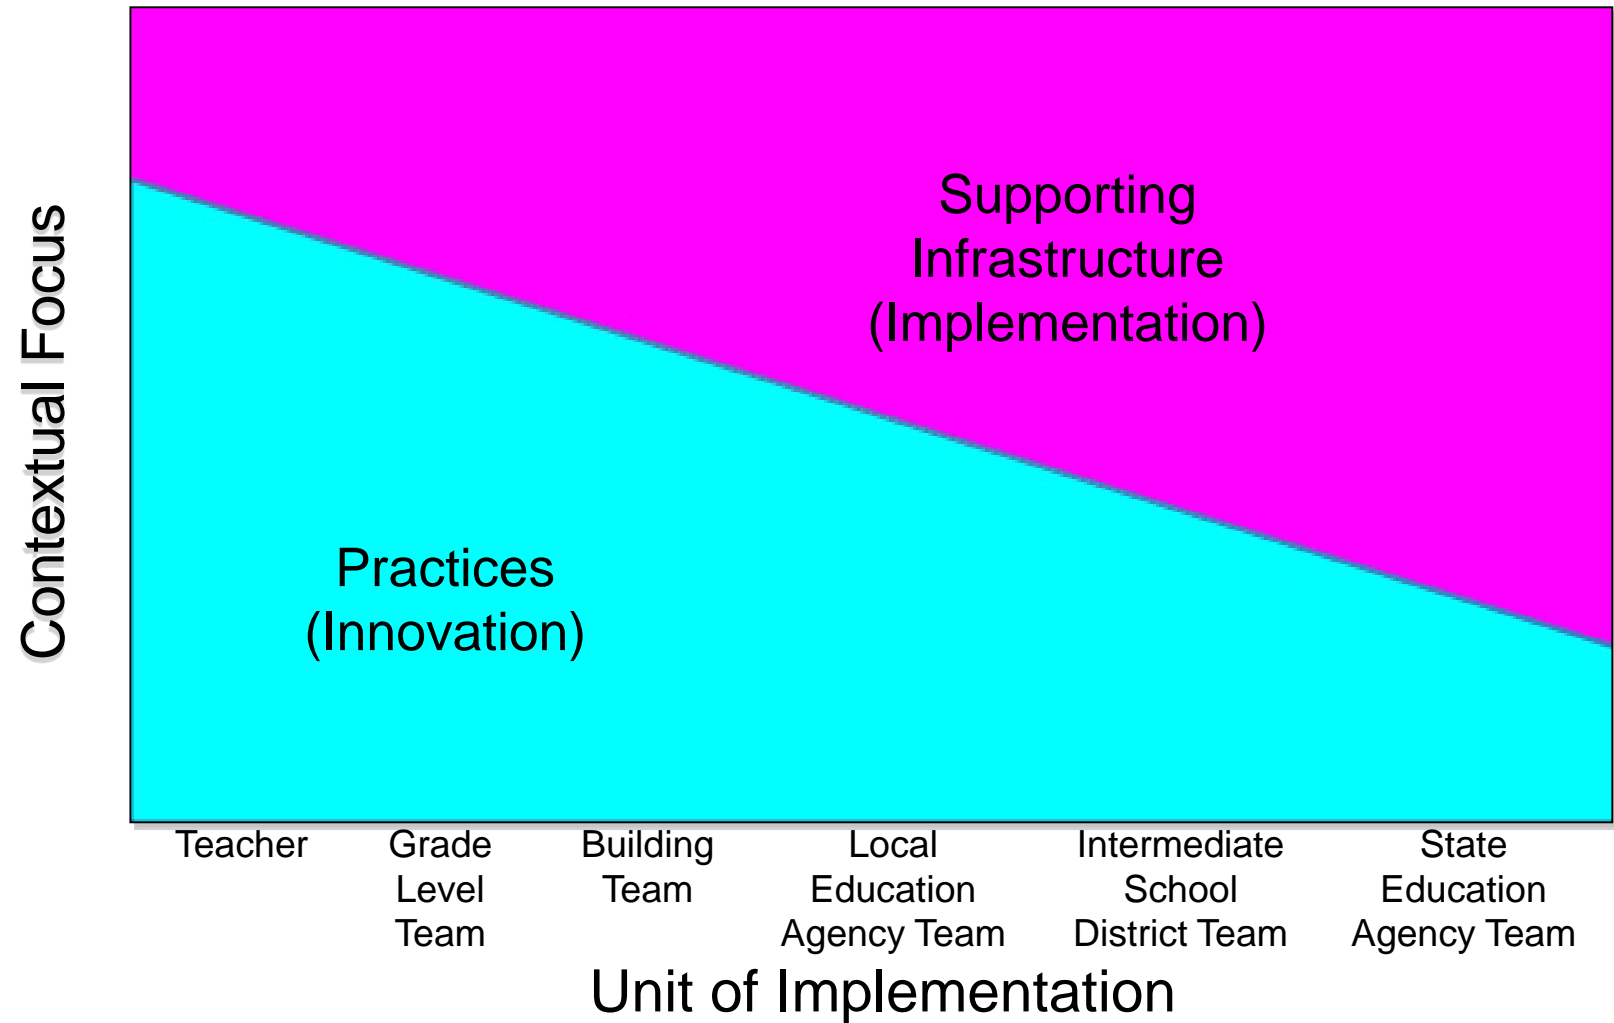 Contextual Focus
Supporting
Infrastructure
(Implementation)
Practices
(Innovation)
Teacher
Grade
Level
Team
Building
Team
Local
Education
Agency Team
Intermediate
School
District Team
State
Education
Agency Team
Unit of Implementation